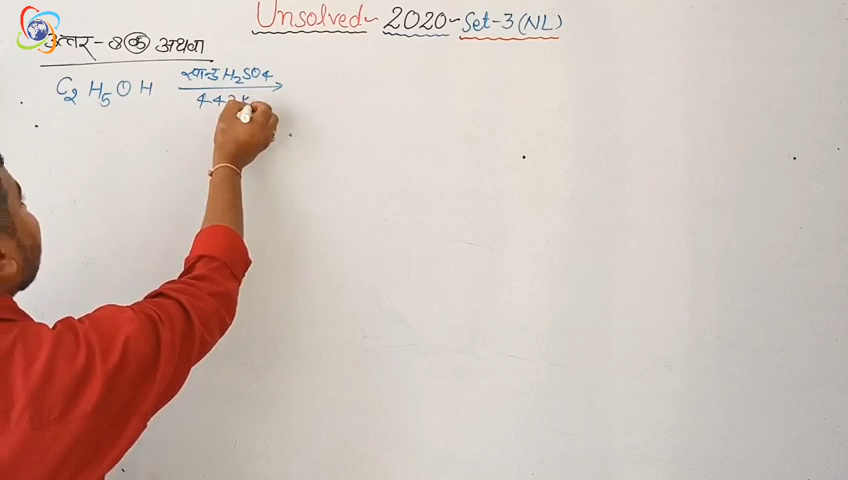 Unsolved 2020 Set-3 (NL)
उत्तर-8 (क) अथवा
सान्द्र H2SO4
C2H5OH →